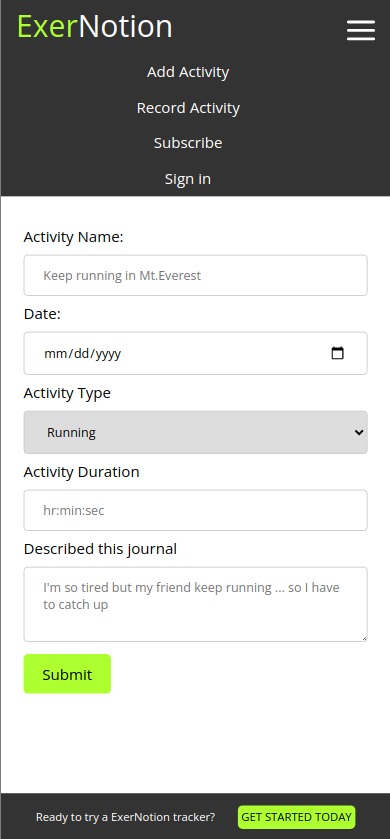 ExerNotion
Add Activity
Record Activity
Subscribe
Sign in
Activity Name:
Keep running in Mt.Everest
Date:
mm/dd/yyyy
Activity Type
Running
Activity Duration
hr:min:sec
Described this journal
I'm so tired but my friend keep running ... so I have
to catch up
Submit
Ready to try a ExerNotion tracker?
GET STARTED TODAY